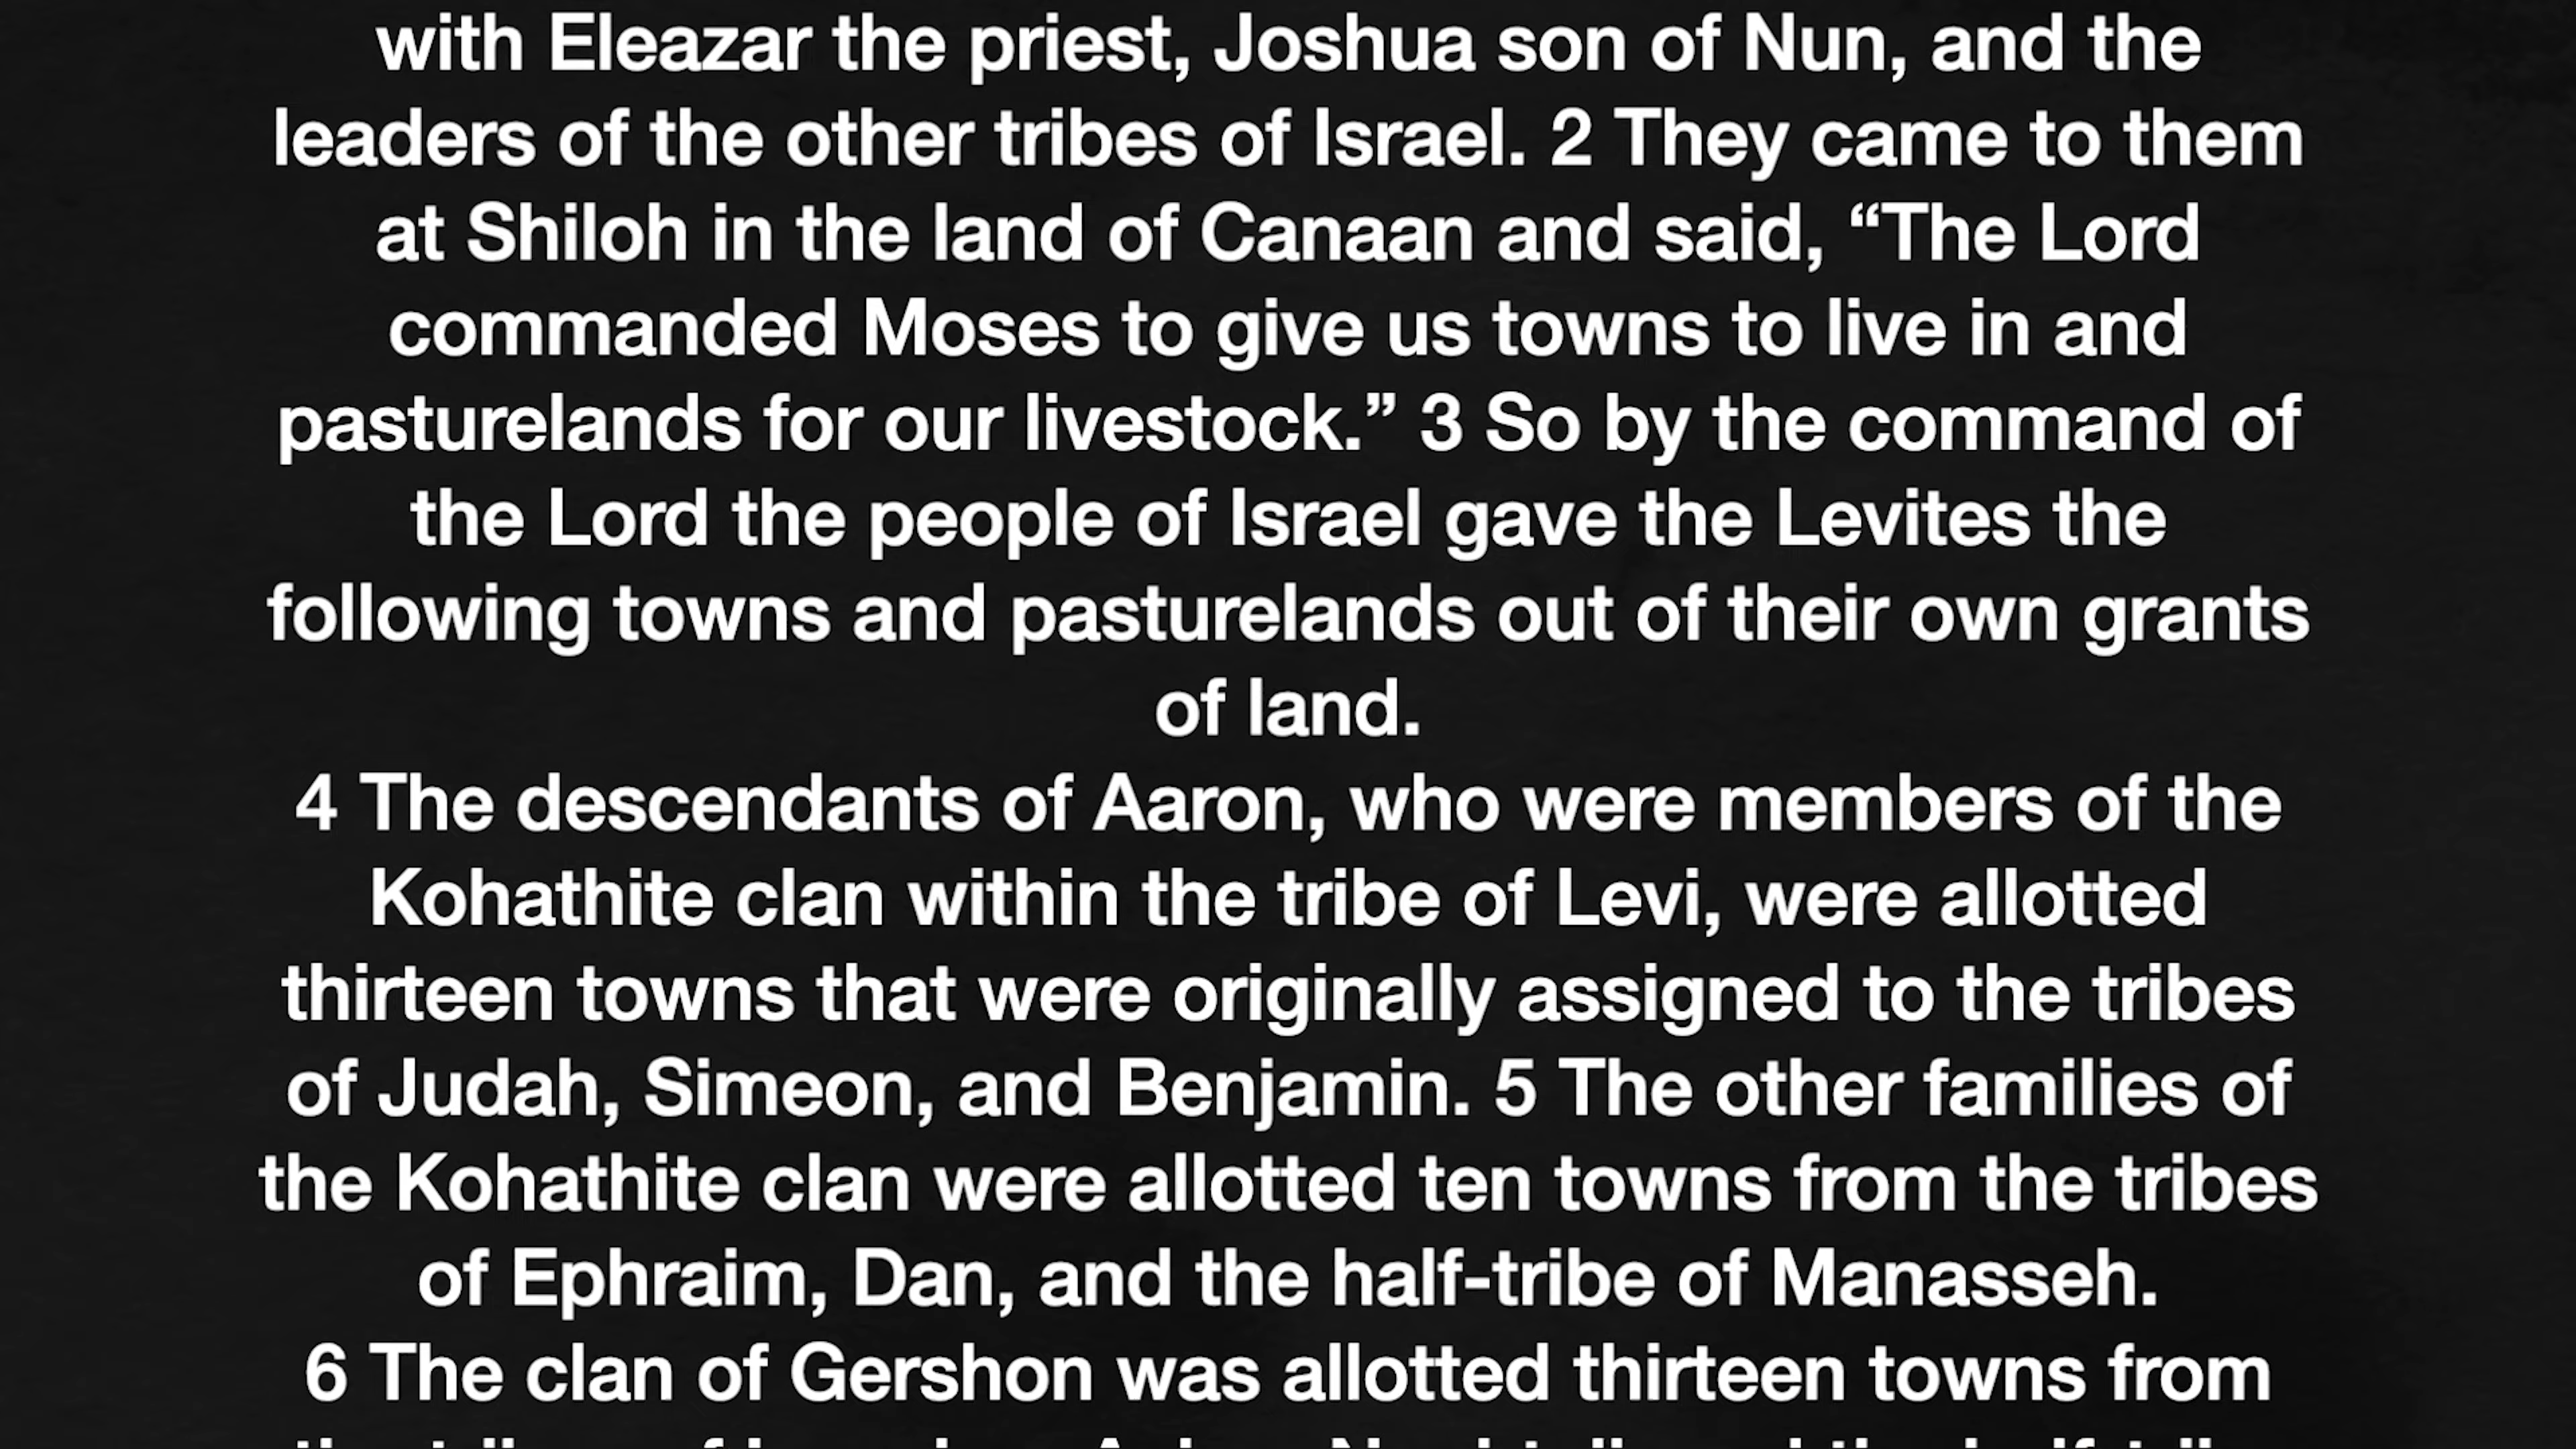 with Eleazar the priest, Joshua son of Nun, and the
leaders of the other tribes of Israel. 2 They came to them
at Shiloh in the land of Canaan and said, “The Lord
commanded Moses to give us towns to live in and
pasturelands for our livestock.” 3 So by the command of
the Lord the people of Israel gave the Levites the
following towns and pasturelands out of their own grants
of land.
4 The descendants of Aaron, who were members of the
Kohathite clan within the tribe of Levi, were allotted
thirteen towns that were originally assigned to the tribes
of Judah, Simeon, and Benjamin. 5 The other families of
the Kohathite clan were allotted ten towns from the tribes
of Ephraim, Dan, and the half-tribe of Manasseh.
6 The clan of Gershon was allotted thirteen towns from